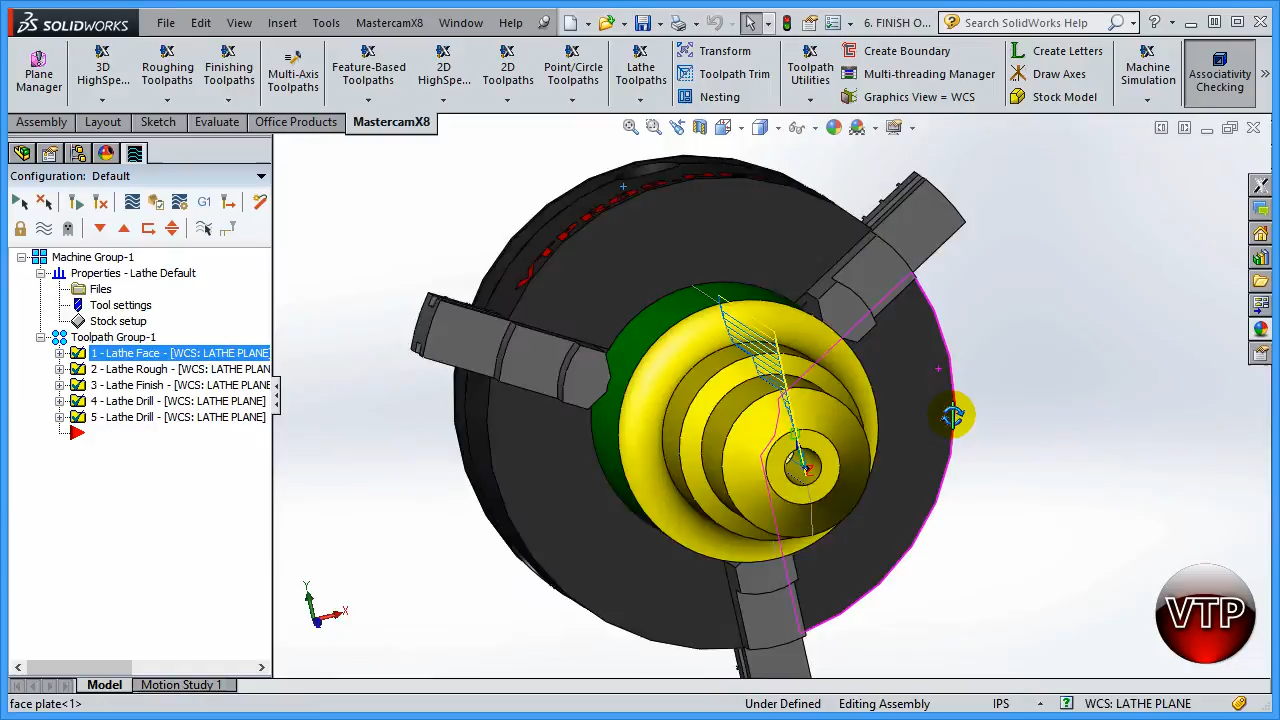 SOLIDWORKS File Edit View Insert Tools MastercamX8 Window Help 6. FINISH O... Search SolidWorks Help
Plane Manager
3D HighSpe...
Roughing Toolpaths
Finishing Toolpaths
Multi-Axis Toolpaths
Feature-Based Toolpaths
2D HighSpe...
2D Toolpaths
Point/Circle Toolpaths
Lathe Toolpaths
Transform
Toolpath Trim
Nesting
Toolpath Utilities
Create Boundary
Multi-threading Manager
Graphics View = WCS
Create Letters
Draw Axes
Stock Model
Machine Simulation
Associativity Checking
Assembly Layout Sketch Evaluate Office Products MastercamX8
Configuration: Default
G1
Machine Group-1
Properties - Lathe Default
Files
Tool settings
Stock setup
Toolpath Group-1
1 - Lathe Face - [WCS: LATHE PLANE]
2 - Lathe Rough - [WCS: LATHE PLAN
3 - Lathe Finish - [WCS: LATHE PLANE
4 - Lathe Drill - [WCS: LATHE PLANE]
5 - Lathe Drill - [WCS: LATHE PLANE]
Y
X
VTP
Model Motion Study 1
face plate<1> Under Defined Editing Assembly IPS WCS: LATHE PLANE